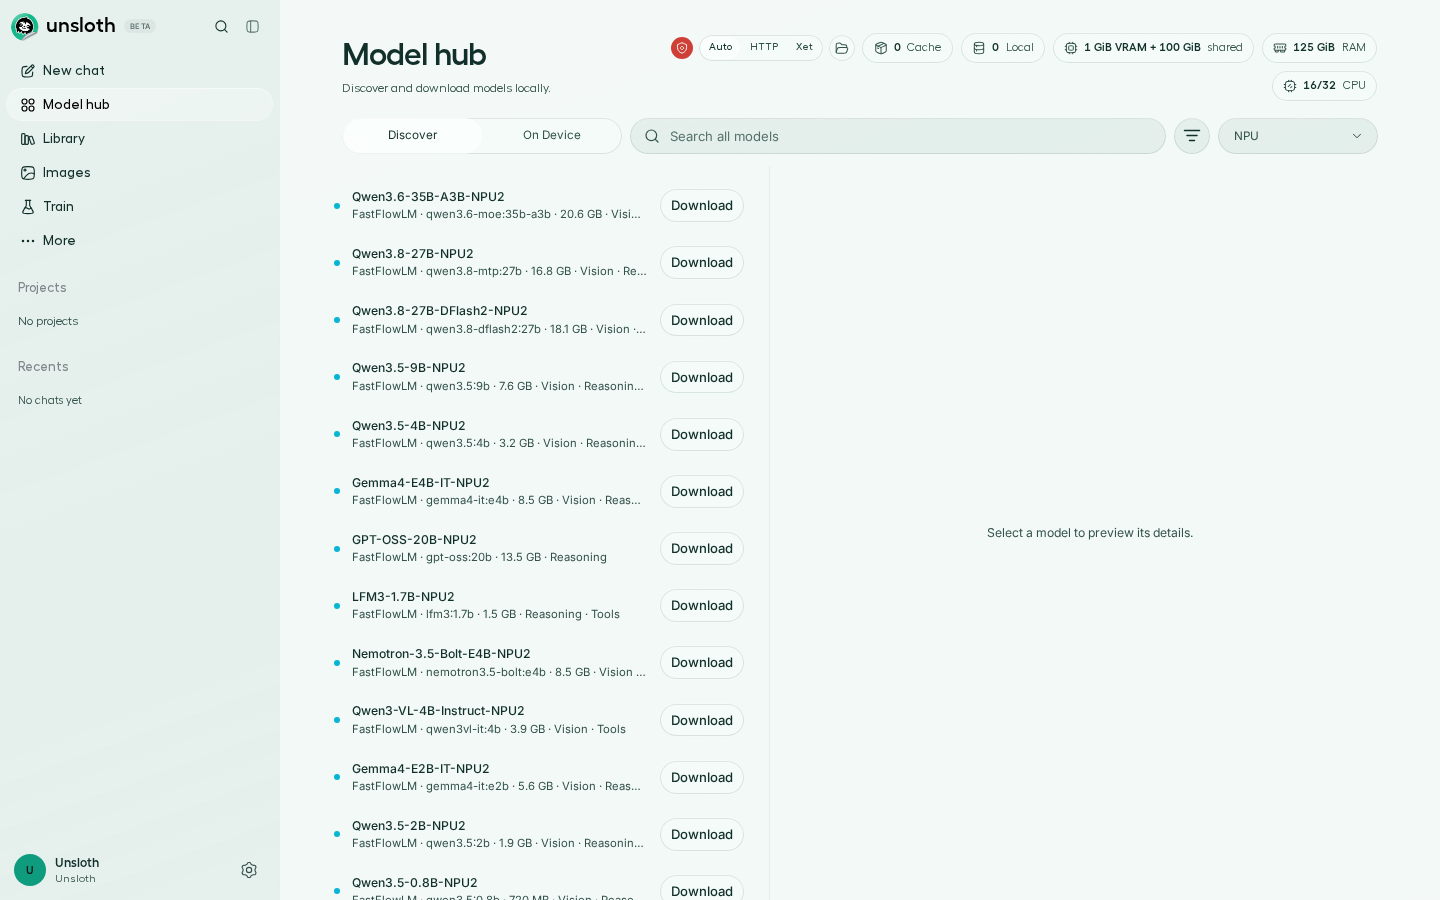 unsloth BETA
New chat
Model hub
Library
Images
Train
More
Projects
No projects
Recents
No chats yet
U
Unsloth
Unsloth
Model hub
Discover and download models locally.
Auto HTTP Xet
0 Cache
0 Local
1 GiB VRAM + 100 GiB shared
125 GiB RAM
16/32 CPU
Discover
On Device
Search all models
NPU
Qwen3.6-35B-A3B-NPU2
FastFlowLM · qwen3.6-moe:35b-a3b · 20.6 GB · Visi...
Download
Qwen3.8-27B-NPU2
FastFlowLM · qwen3.8-mtp:27b · 16.8 GB · Vision · Re...
Download
Qwen3.8-27B-DFlash2-NPU2
FastFlowLM · qwen3.8-dflash2:27b · 18.1 GB · Vision ·...
Download
Qwen3.5-9B-NPU2
FastFlowLM · qwen3.5:9b · 7.6 GB · Vision · Reasonin...
Download
Qwen3.5-4B-NPU2
FastFlowLM · qwen3.5:4b · 3.2 GB · Vision · Reasonin...
Download
Gemma4-E4B-IT-NPU2
FastFlowLM · gemma4-it:e4b · 8.5 GB · Vision · Reas...
Download
GPT-OSS-20B-NPU2
FastFlowLM · gpt-oss:20b · 13.5 GB · Reasoning
Download
LFM3-1.7B-NPU2
FastFlowLM · lfm3:1.7b · 1.5 GB · Reasoning · Tools
Download
Nemotron-3.5-Bolt-E4B-NPU2
FastFlowLM · nemotron3.5-bolt:e4b · 8.5 GB · Vision ...
Download
Qwen3-VL-4B-Instruct-NPU2
FastFlowLM · qwen3vl-it:4b · 3.9 GB · Vision · Tools
Download
Gemma4-E2B-IT-NPU2
FastFlowLM · gemma4-it:e2b · 5.6 GB · Vision · Reas...
Download
Qwen3.5-2B-NPU2
FastFlowLM · qwen3.5:2b · 1.9 GB · Vision · Reasonin...
Download
Qwen3.5-0.8B-NPU2
FastFlowLM · qwen3.5:0.8b · 720 MB · Vision · Reaso...
Download
Select a model to preview its details.